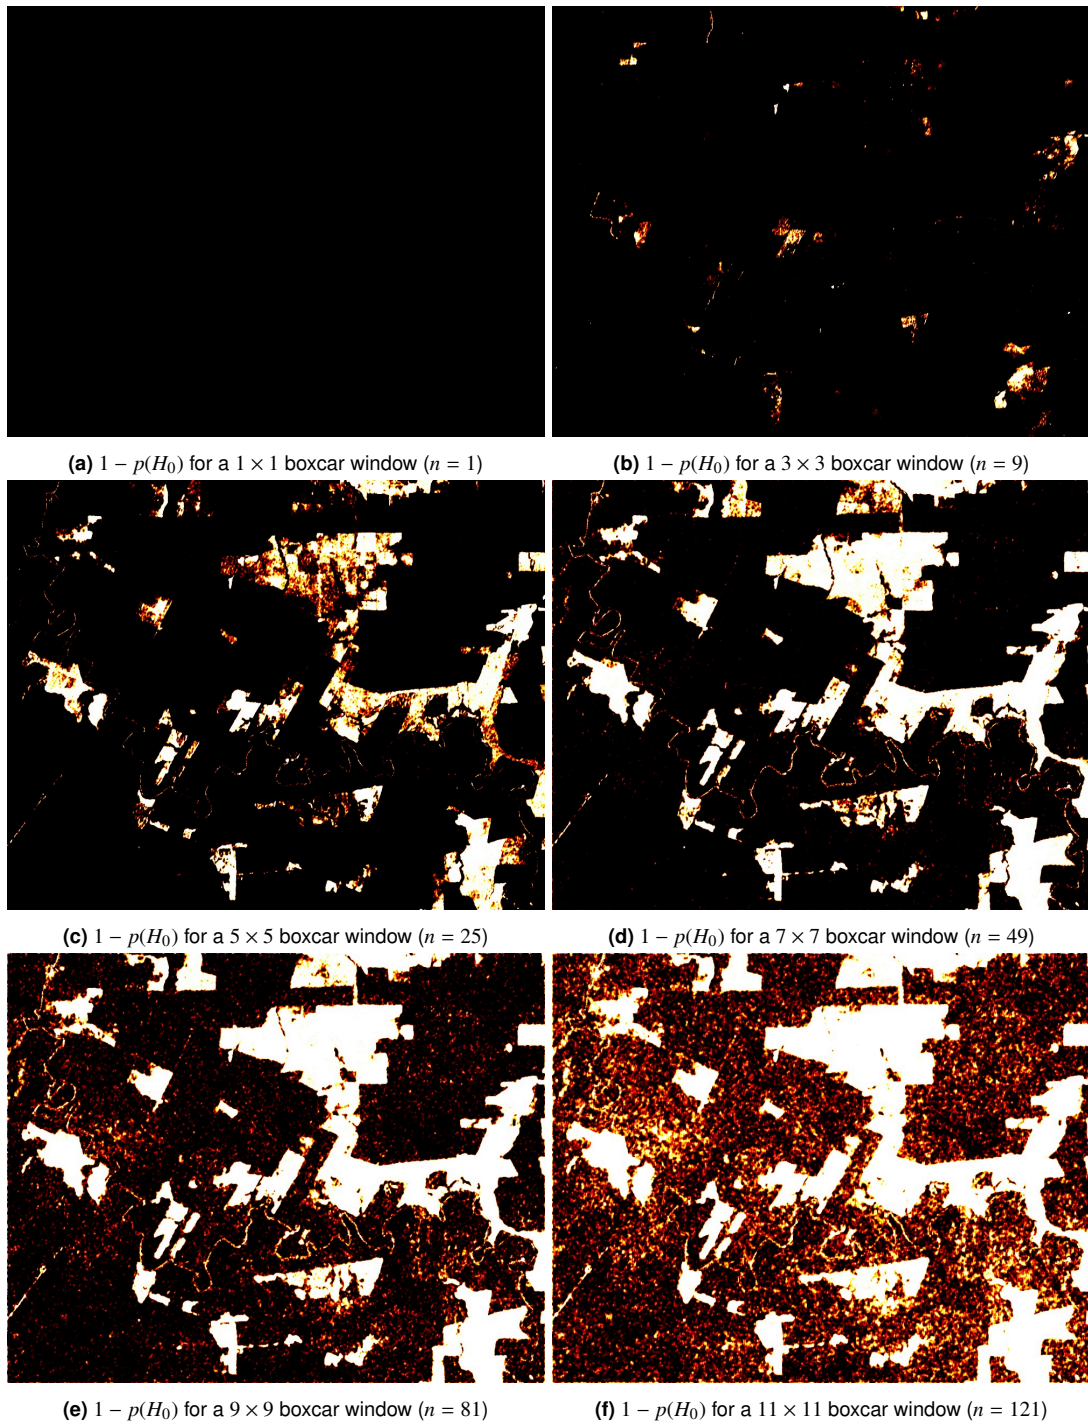 (a) 1 − p(H₀) for a 1 × 1 boxcar window (n = 1)
(b) 1 − p(H₀) for a 3 × 3 boxcar window (n = 9)
(c) 1 − p(H₀) for a 5 × 5 boxcar window (n = 25)
(d) 1 − p(H₀) for a 7 × 7 boxcar window (n = 49)
(e) 1 − p(H₀) for a 9 × 9 boxcar window (n = 81)
(f) 1 − p(H₀) for a 11 × 11 boxcar window (n = 121)